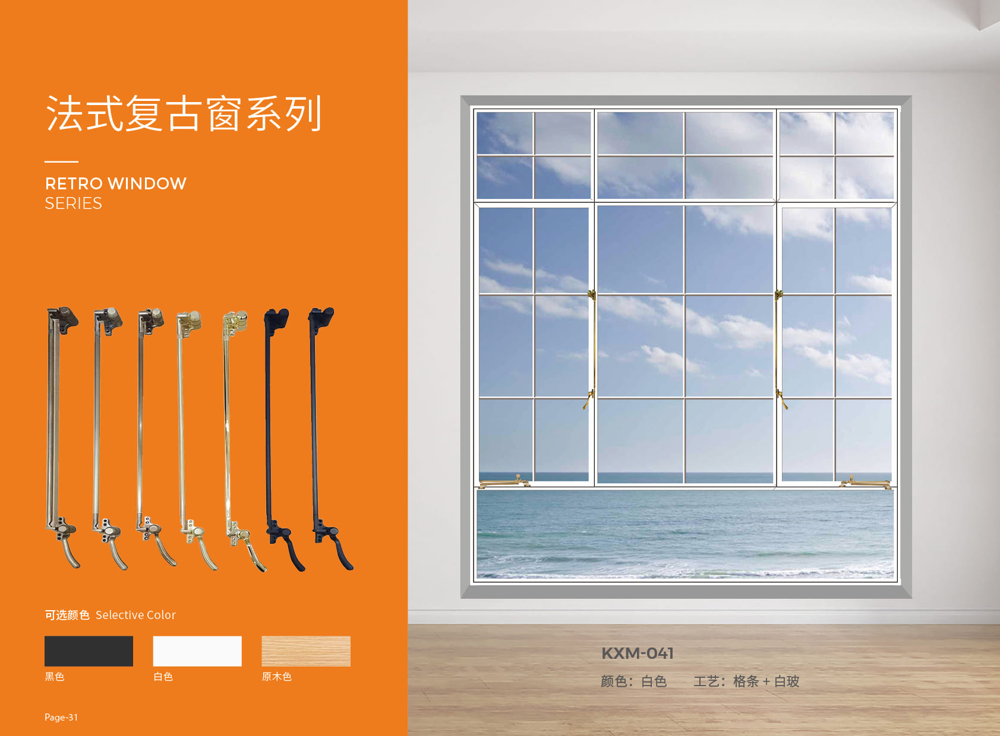 法式复古窗系列
RETRO WINDOW
SERIES
可选颜色 Selective Color
黑色 白色 原木色
Page-31
KXM-041
颜色：白色 工艺：格条 + 白玻